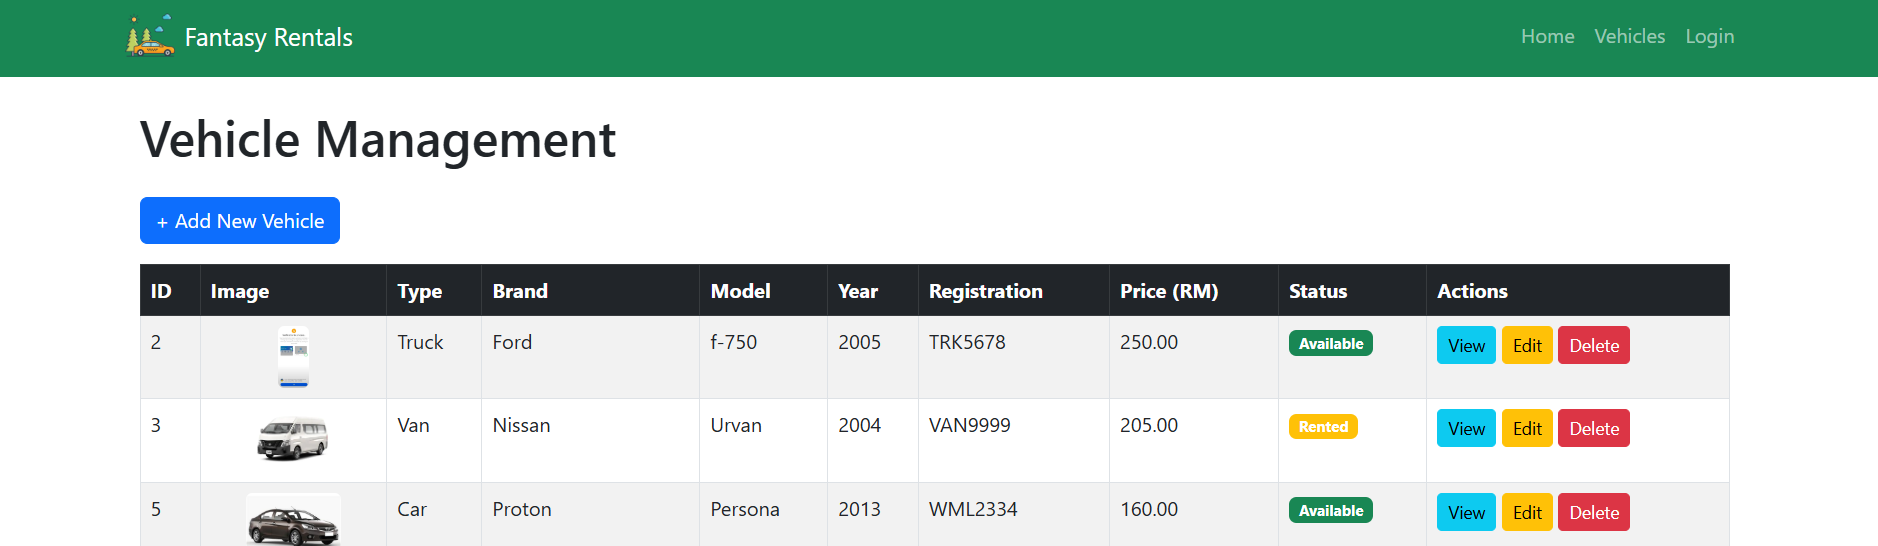 Fantasy Rentals
Home Vehicles Login
Vehicle Management
+ Add New Vehicle
ID Image Type Brand Model Year Registration Price (RM) Status Actions
2 Truck Ford f-750 2005 TRK5678 250.00 Available View Edit Delete
3 Van Nissan Urvan 2004 VAN9999 205.00 Rented View Edit Delete
5 Car Proton Persona 2013 WML2334 160.00 Available View Edit Delete